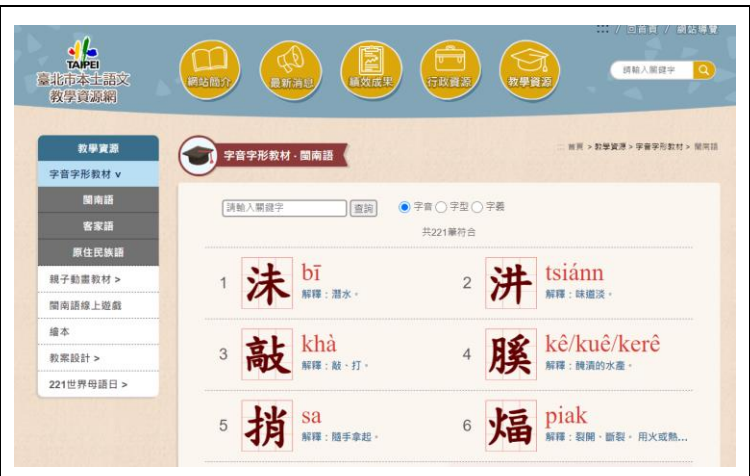 ::: / 回首頁 / 網站導覽
TAIPEI
臺北市本土語文
教學資源網
網站簡介
最新消息
績效成果
行政資源
教學資源
請輸入關鍵字
教學資源
字音字形教材 v
閩南語
客家語
原住民族語
親子動畫教材 >
閩南語線上遊戲
繪本
教案設計 >
221世界母語日 >
字音字形教材 - 閩南語
::: 首頁 > 教學資源 > 字音字形教材 > 閩南語
請輸入關鍵字 查詢 字音 字型 字義
共221筆符合
1 沬 bī
解釋：潛水。
2 汫 tsiánn
解釋：味道淡。
3 敲 khà
解釋：敲、打。
4 膎 kê/kuê/kerê
解釋：醃漬的水產。
5 捎 sa
解釋：隨手拿起。
6 煏 piak
解釋：裂開、斷裂。 用火或熱...